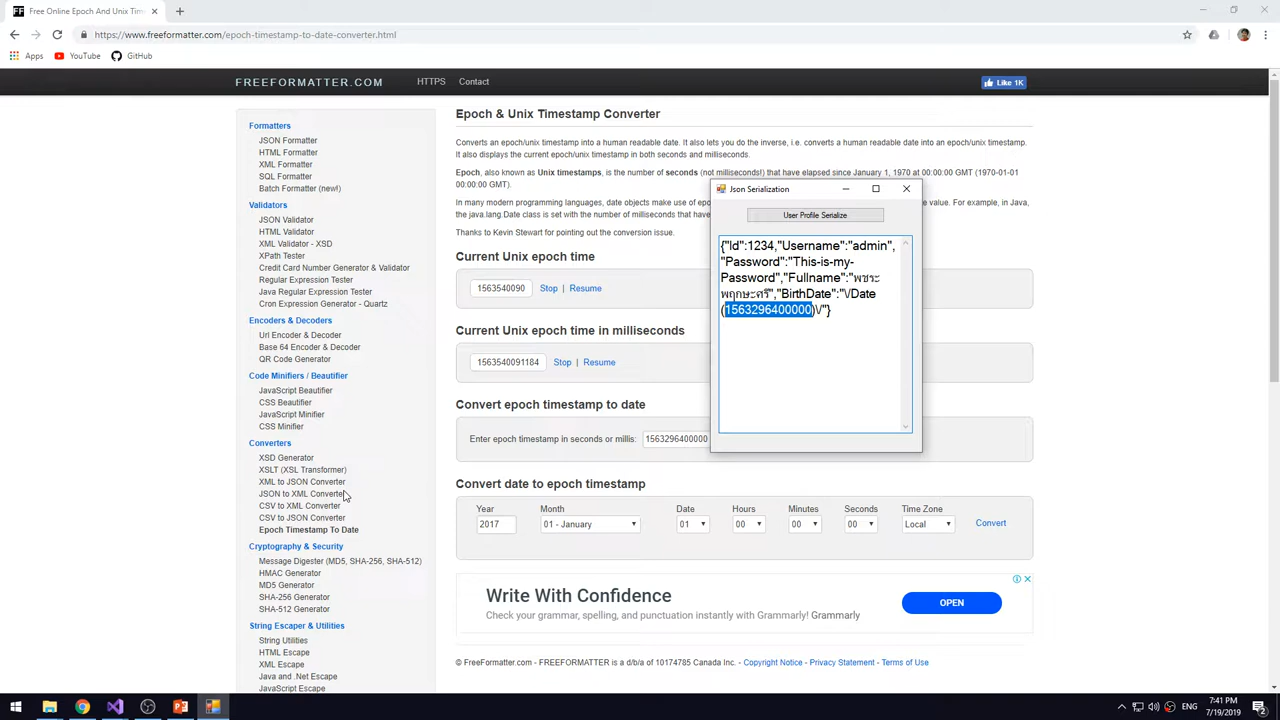 Free Online Epoch And Unix Tim
https://www.freeformatter.com/epoch-timestamp-to-date-converter.html
Apps
YouTube
GitHub
FREEFORMATTER.COM
HTTPS
Contact
Like 1K
Formatters
JSON Formatter
HTML Formatter
XML Formatter
SQL Formatter
Batch Formatter (new!)
Validators
JSON Validator
HTML Validator
XML Validator - XSD
XPath Tester
Credit Card Number Generator & Validator
Regular Expression Tester
Java Regular Expression Tester
Cron Expression Generator - Quartz
Encoders & Decoders
Url Encoder & Decoder
Base 64 Encoder & Decoder
QR Code Generator
Code Minifiers / Beautifier
JavaScript Beautifier
CSS Beautifier
JavaScript Minifier
CSS Minifier
Converters
XSD Generator
XSLT (XSL Transformer)
XML to JSON Converter
JSON to XML Converter
CSV to XML Converter
CSV to JSON Converter
Epoch Timestamp To Date
Cryptography & Security
Message Digester (MD5, SHA-256, SHA-512)
HMAC Generator
MD5 Generator
SHA-256 Generator
SHA-512 Generator
String Escaper & Utilities
String Utilities
HTML Escape
XML Escape
Java and .Net Escape
JavaScript Escape
Epoch & Unix Timestamp Converter
Converts an epoch/unix timestamp into a human readable date. It also lets you do the inverse, i.e. converts a human readable date into an epoch/unix timestamp.
It also displays the current epoch/unix timestamp in both seconds and milliseconds.
Epoch, also known as Unix timestamps, is the number of seconds (not milliseconds!) that have elapsed since January 1, 1970 at 00:00:00 GMT (1970-01-01
00:00:00 GMT).
In many modern programming languages, date objects make use of epo
e value. For example, in Java,
the java.lang.Date class is set with the number of milliseconds that hav
Thanks to Kevin Stewart for pointing out the conversion issue.
Current Unix epoch time
1563540090
Stop | Resume
Current Unix epoch time in milliseconds
1563540091184
Stop | Resume
Convert epoch timestamp to date
Enter epoch timestamp in seconds or millis:
1563296400000
Convert date to epoch timestamp
Year
Month
Date
Hours
Minutes
Seconds
Time Zone
2017
01 - January
01
00
00
00
Local
Convert
Write With Confidence
Check your grammar, spelling, and punctuation instantly with Grammarly! Grammarly
OPEN
© FreeFormatter.com - FREEFORMATTER is a d/b/a of 10174785 Canada Inc. - Copyright Notice - Privacy Statement - Terms of Use
Json Serialization
User Profile Serialize
{"Id":1234,"Username":"admin",
"Password":"This-is-my-
Password","Fullname":"พชระ
พฤกษะศรี","BirthDate":"\/Date
(1563296400000)\/"}
ENG
7:41 PM
7/19/2019
2